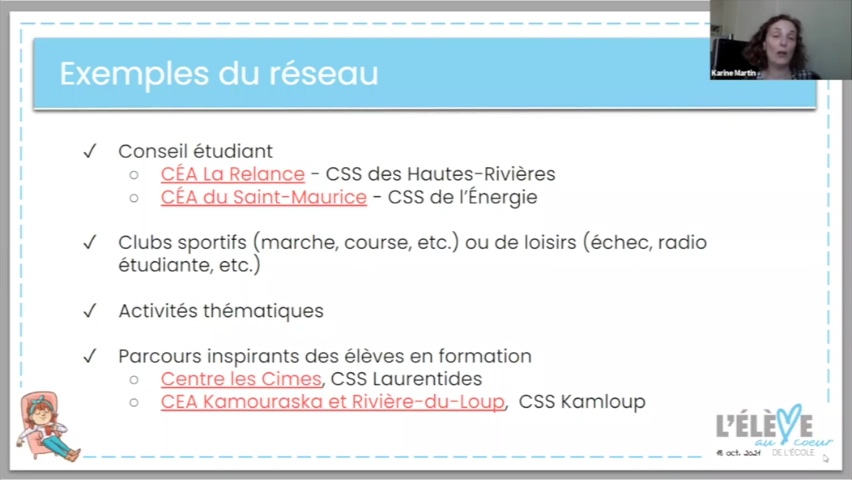 Exemples du réseau
Karine Martin
✓ Conseil étudiant
○ CÉA La Relance - CSS des Hautes-Rivières
○ CÉA du Saint-Maurice - CSS de l'Énergie
✓ Clubs sportifs (marche, course, etc.) ou de loisirs (échec, radio
étudiante, etc.)
✓ Activités thématiques
✓ Parcours inspirants des élèves en formation
○ Centre les Cimes, CSS Laurentides
○ CEA Kamouraska et Rivière-du-Loup, CSS Kamloup
L'ÉLÈVE
au coeur
DE L'ÉCOLE
oct. 2021